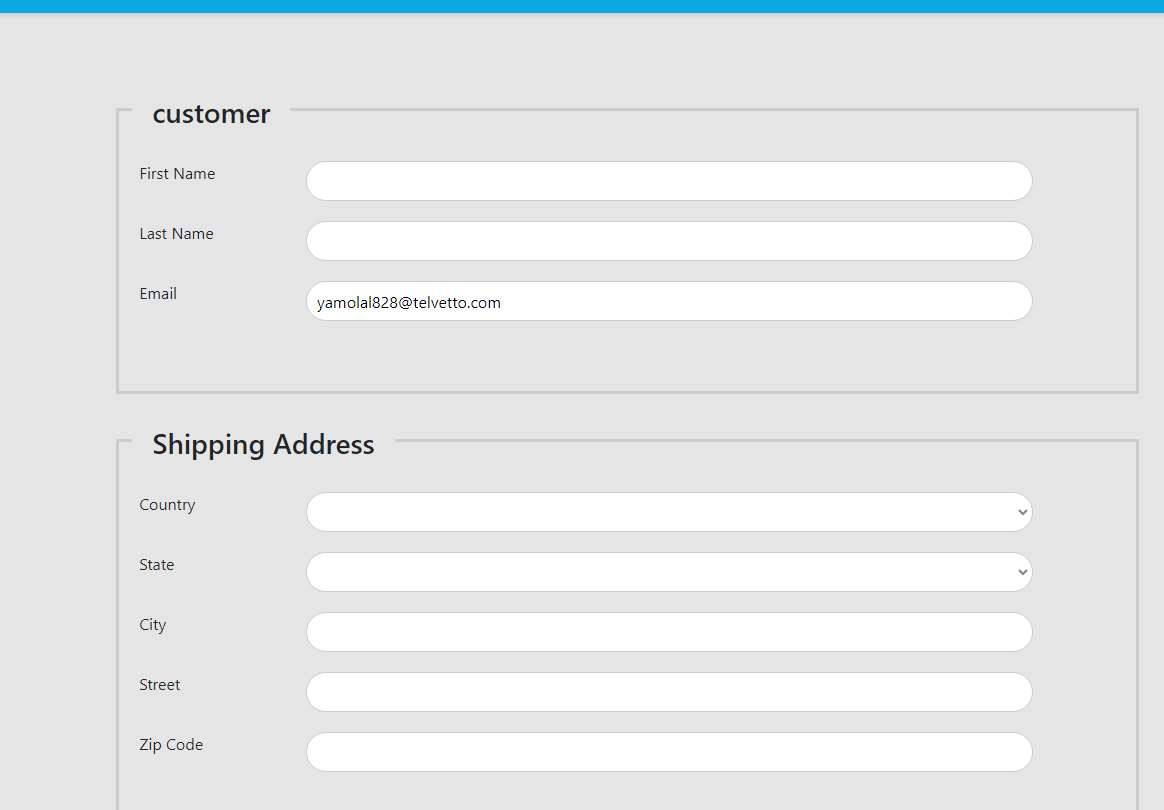 customer
First Name
Last Name
Email
yamolal828@telvetto.com
Shipping Address
Country
State
City
Street
Zip Code